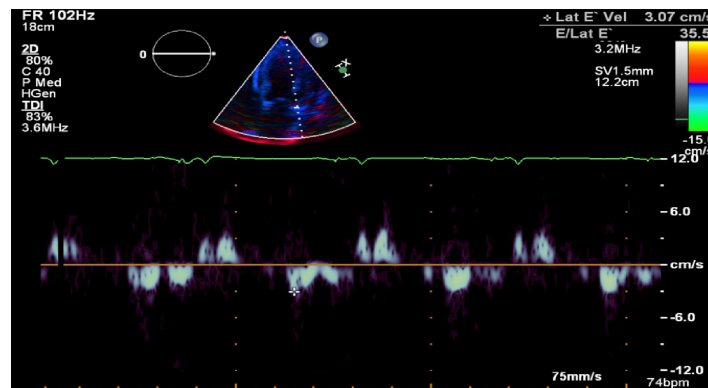 FR 102Hz
18cm
2D
80%
C 40
P Med
HGen
TDI
83%
3.6MHz
0
P
Lat E` Vel 3.07 cm/s
E/Lat E` 35.5
3.2MHz
SV1.5mm
12.2cm
-15.0
cm/s
-12.0
-6.0
-cm/s
--6.0
--12.0
75mm/s
74bpm